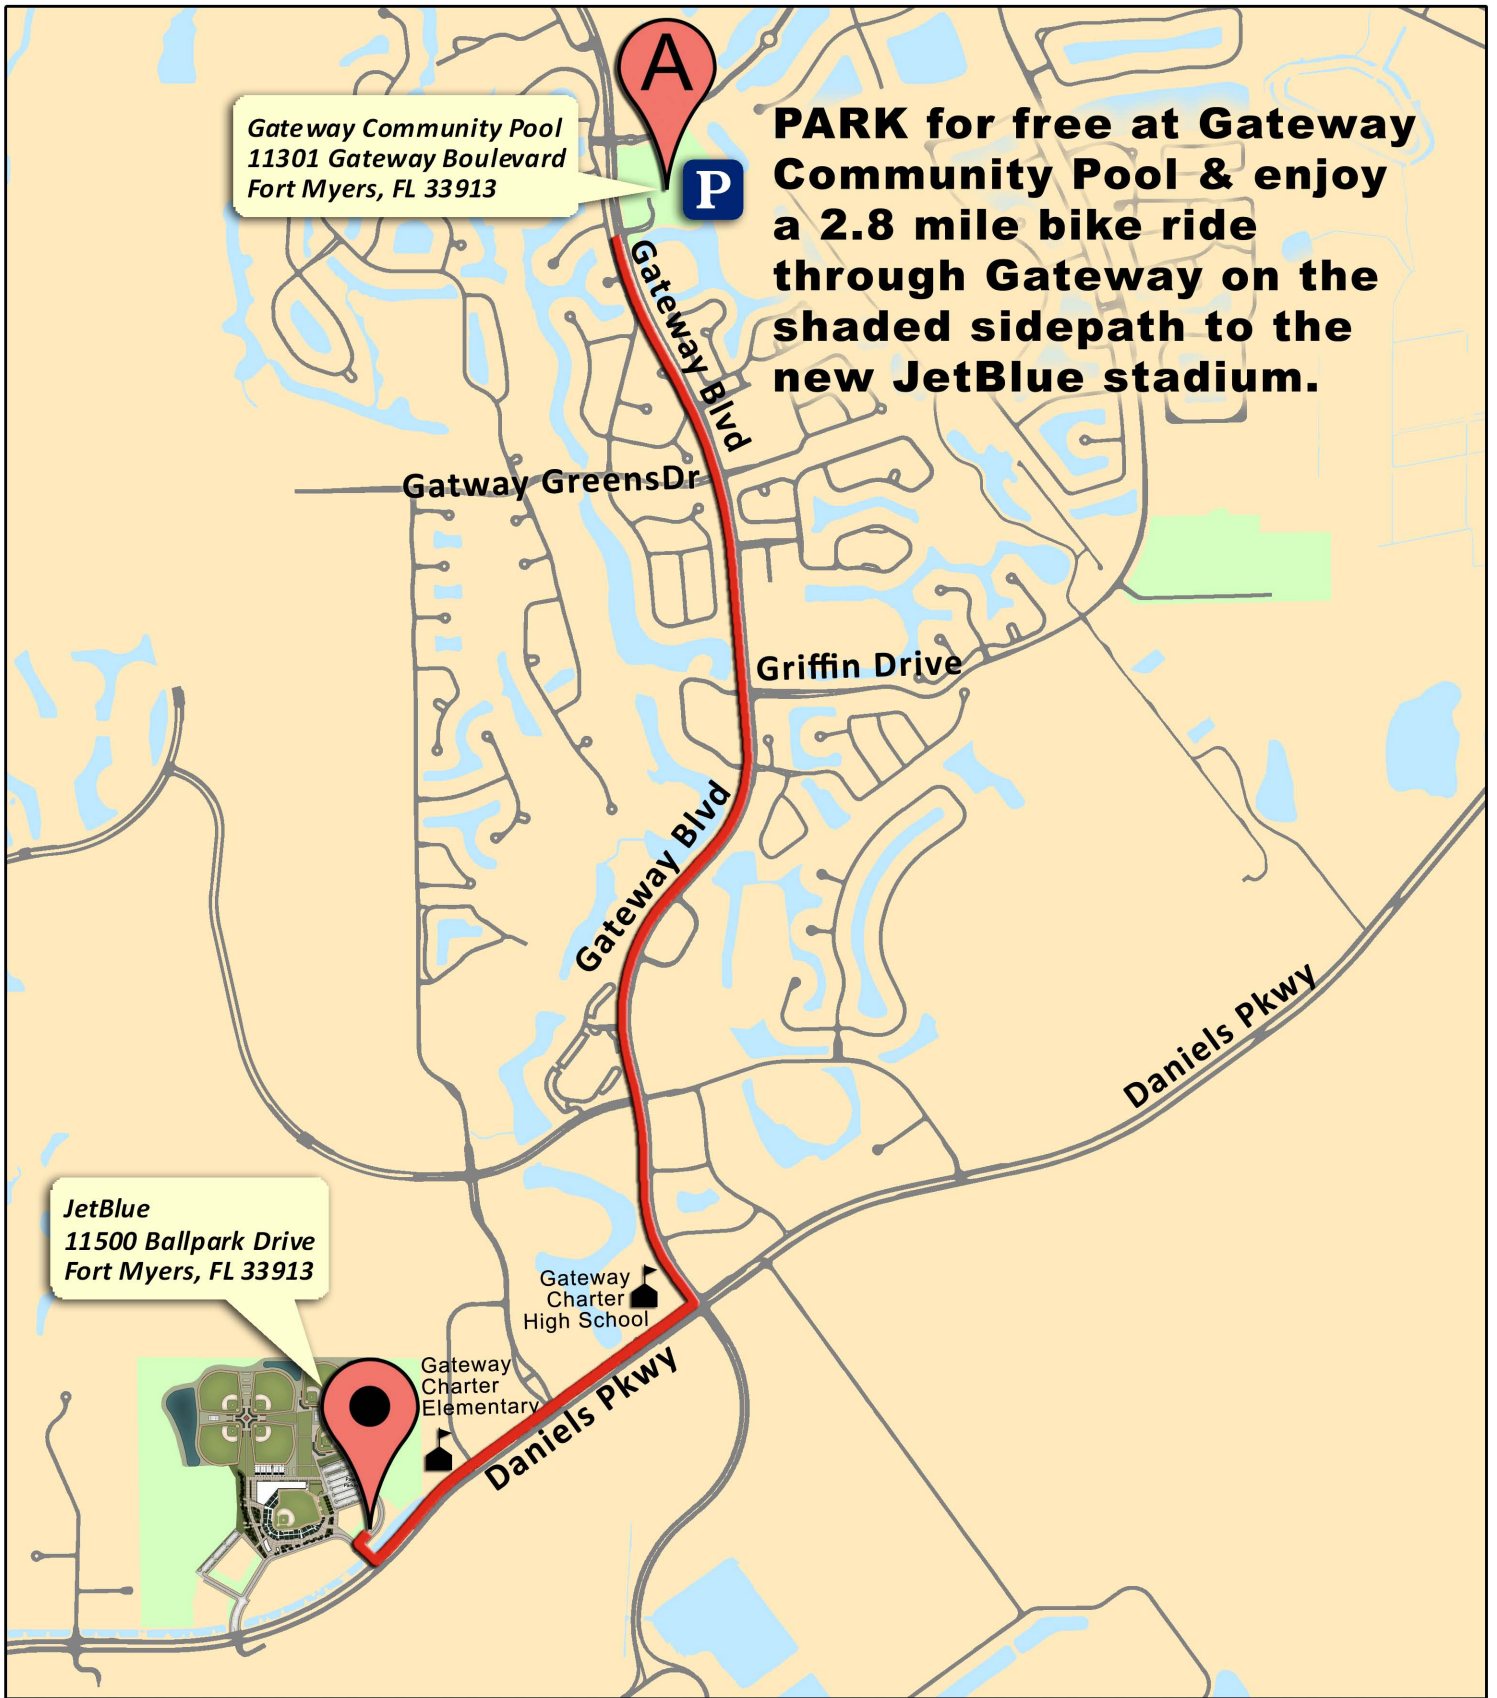 A
Gateway Community Pool
11301 Gateway Boulevard
Fort Myers, FL 33913
P
PARK for free at Gateway
Community Pool & enjoy
a 2.8 mile bike ride
through Gateway on the
shaded sidepath to the
new JetBlue stadium.
Gateway Blvd
Gatway GreensDr
Griffin Drive
Gateway Blvd
Daniels Pkwy
JetBlue
11500 Ballpark Drive
Fort Myers, FL 33913
Gateway
Charter
High School
Gateway
Charter
Elementary
Daniels Pkwy